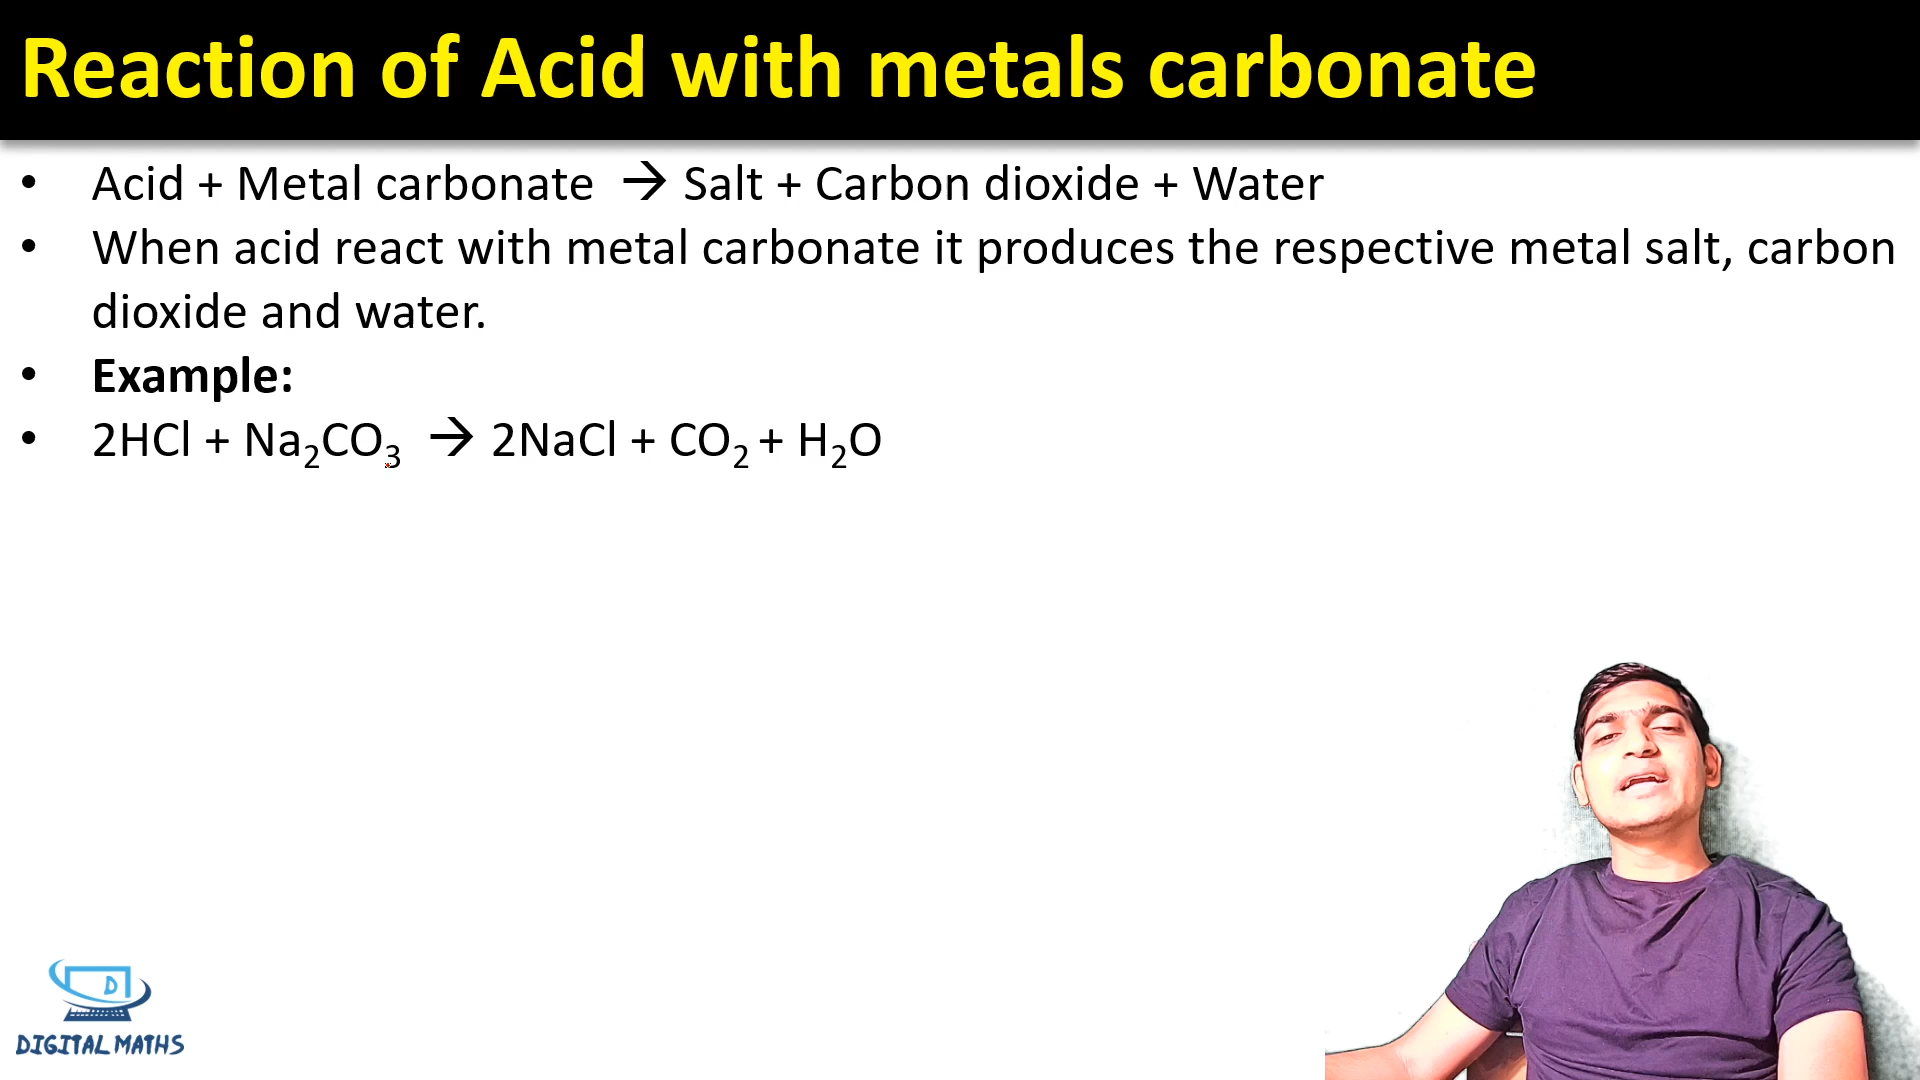 Reaction of Acid with metals carbonate
• Acid + Metal carbonate → Salt + Carbon dioxide + Water
• When acid react with metal carbonate it produces the respective metal salt, carbon
dioxide and water.
• Example:
• 2HCl + Na₂CO₃ → 2NaCl + CO₂ + H₂O
D
DIGITAL MATHS